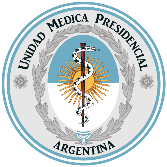 UNIDAD MEDICA PRESIDENCIAL
ARGENTINA